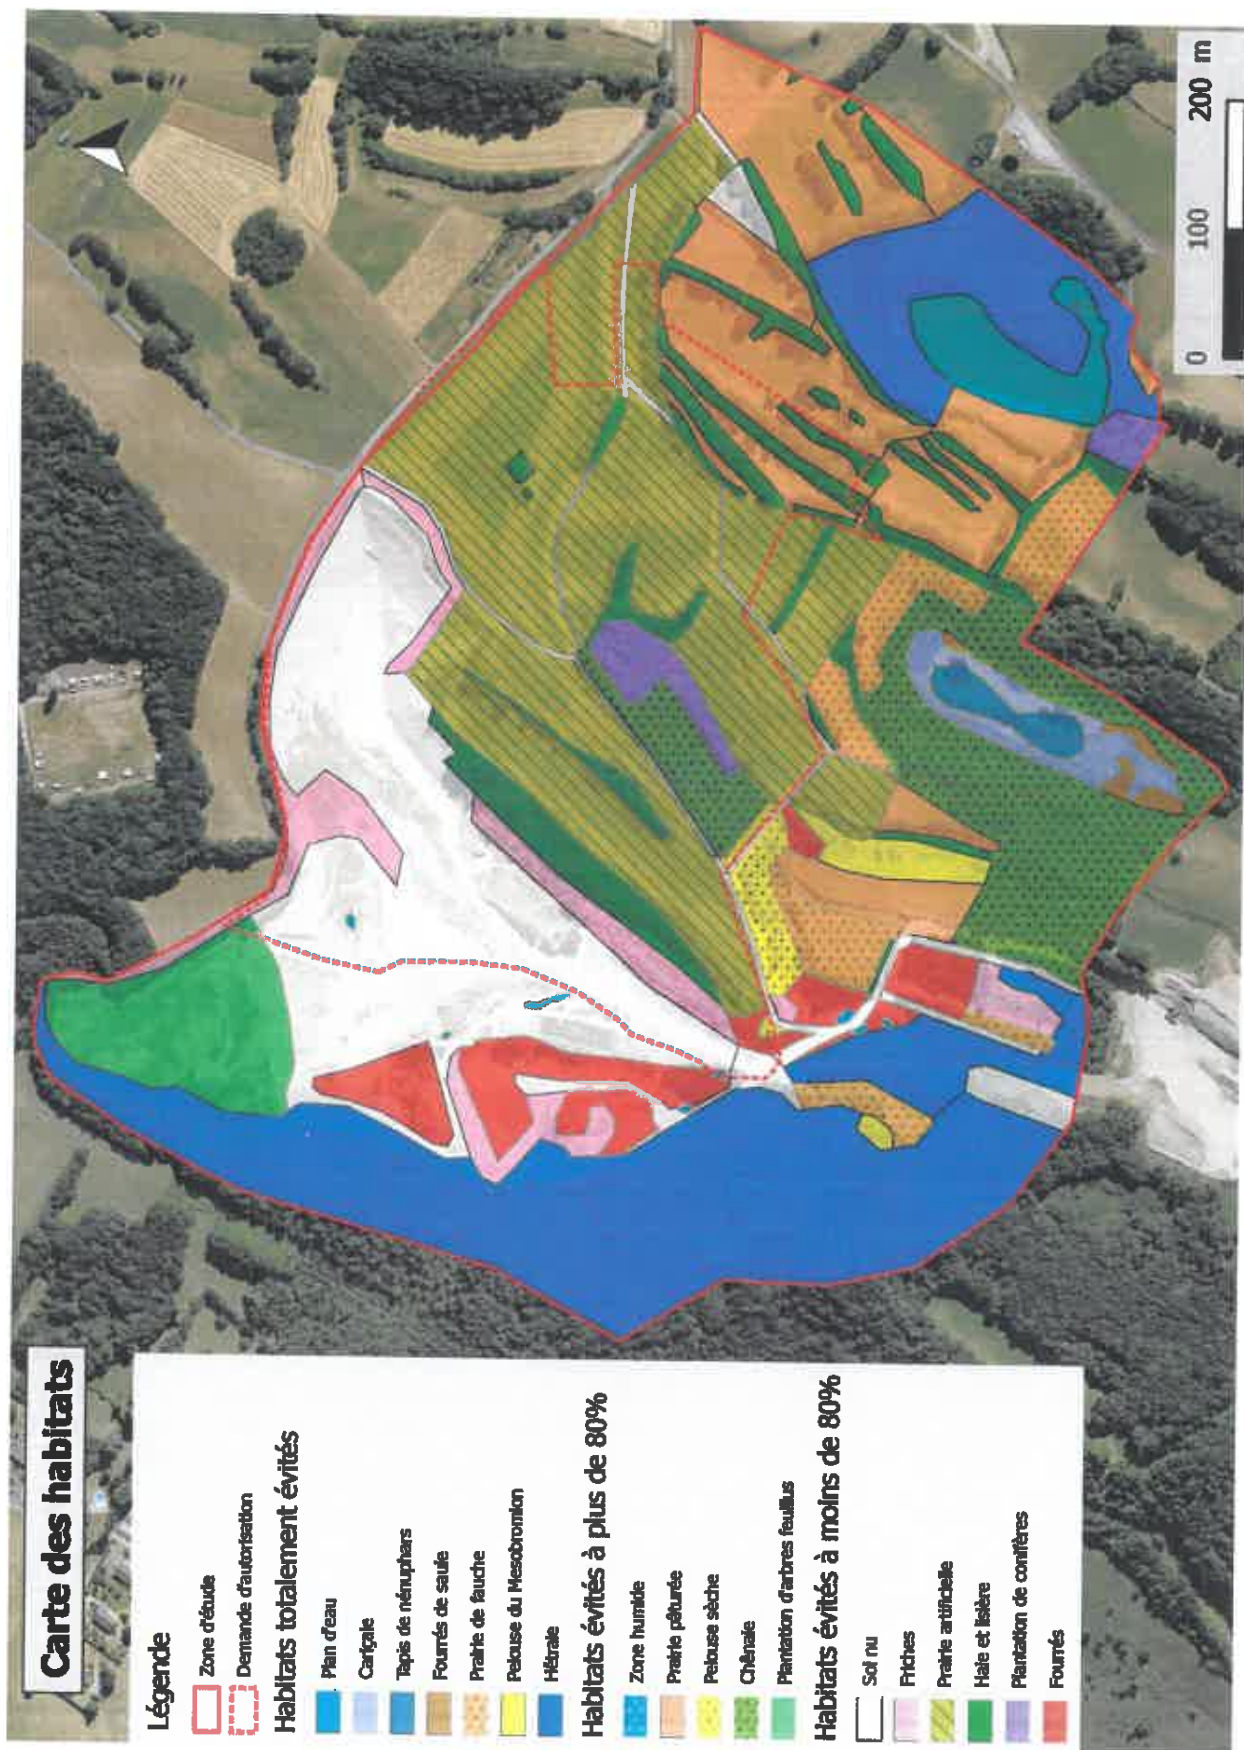 Carte des habitats
Légende
Zone d'étude
Demande d'autorisation
Habitats totalement évités
Plan d'eau
Cariçaie
Tapis de nénuphars
Fourrés de saule
Prairie de fauche
Pelouse du Mesobromion
Hêtraie
Habitats évités à plus de 80%
Zone humide
Prairie pâturée
Pelouse sèche
Chênaie
Plantation d'arbres feuillus
Habitats évités à moins de 80%
Sol nu
Friches
Prairie artificielle
Haie et lisière
Plantation de conifères
Fourrés
0 100 200 m